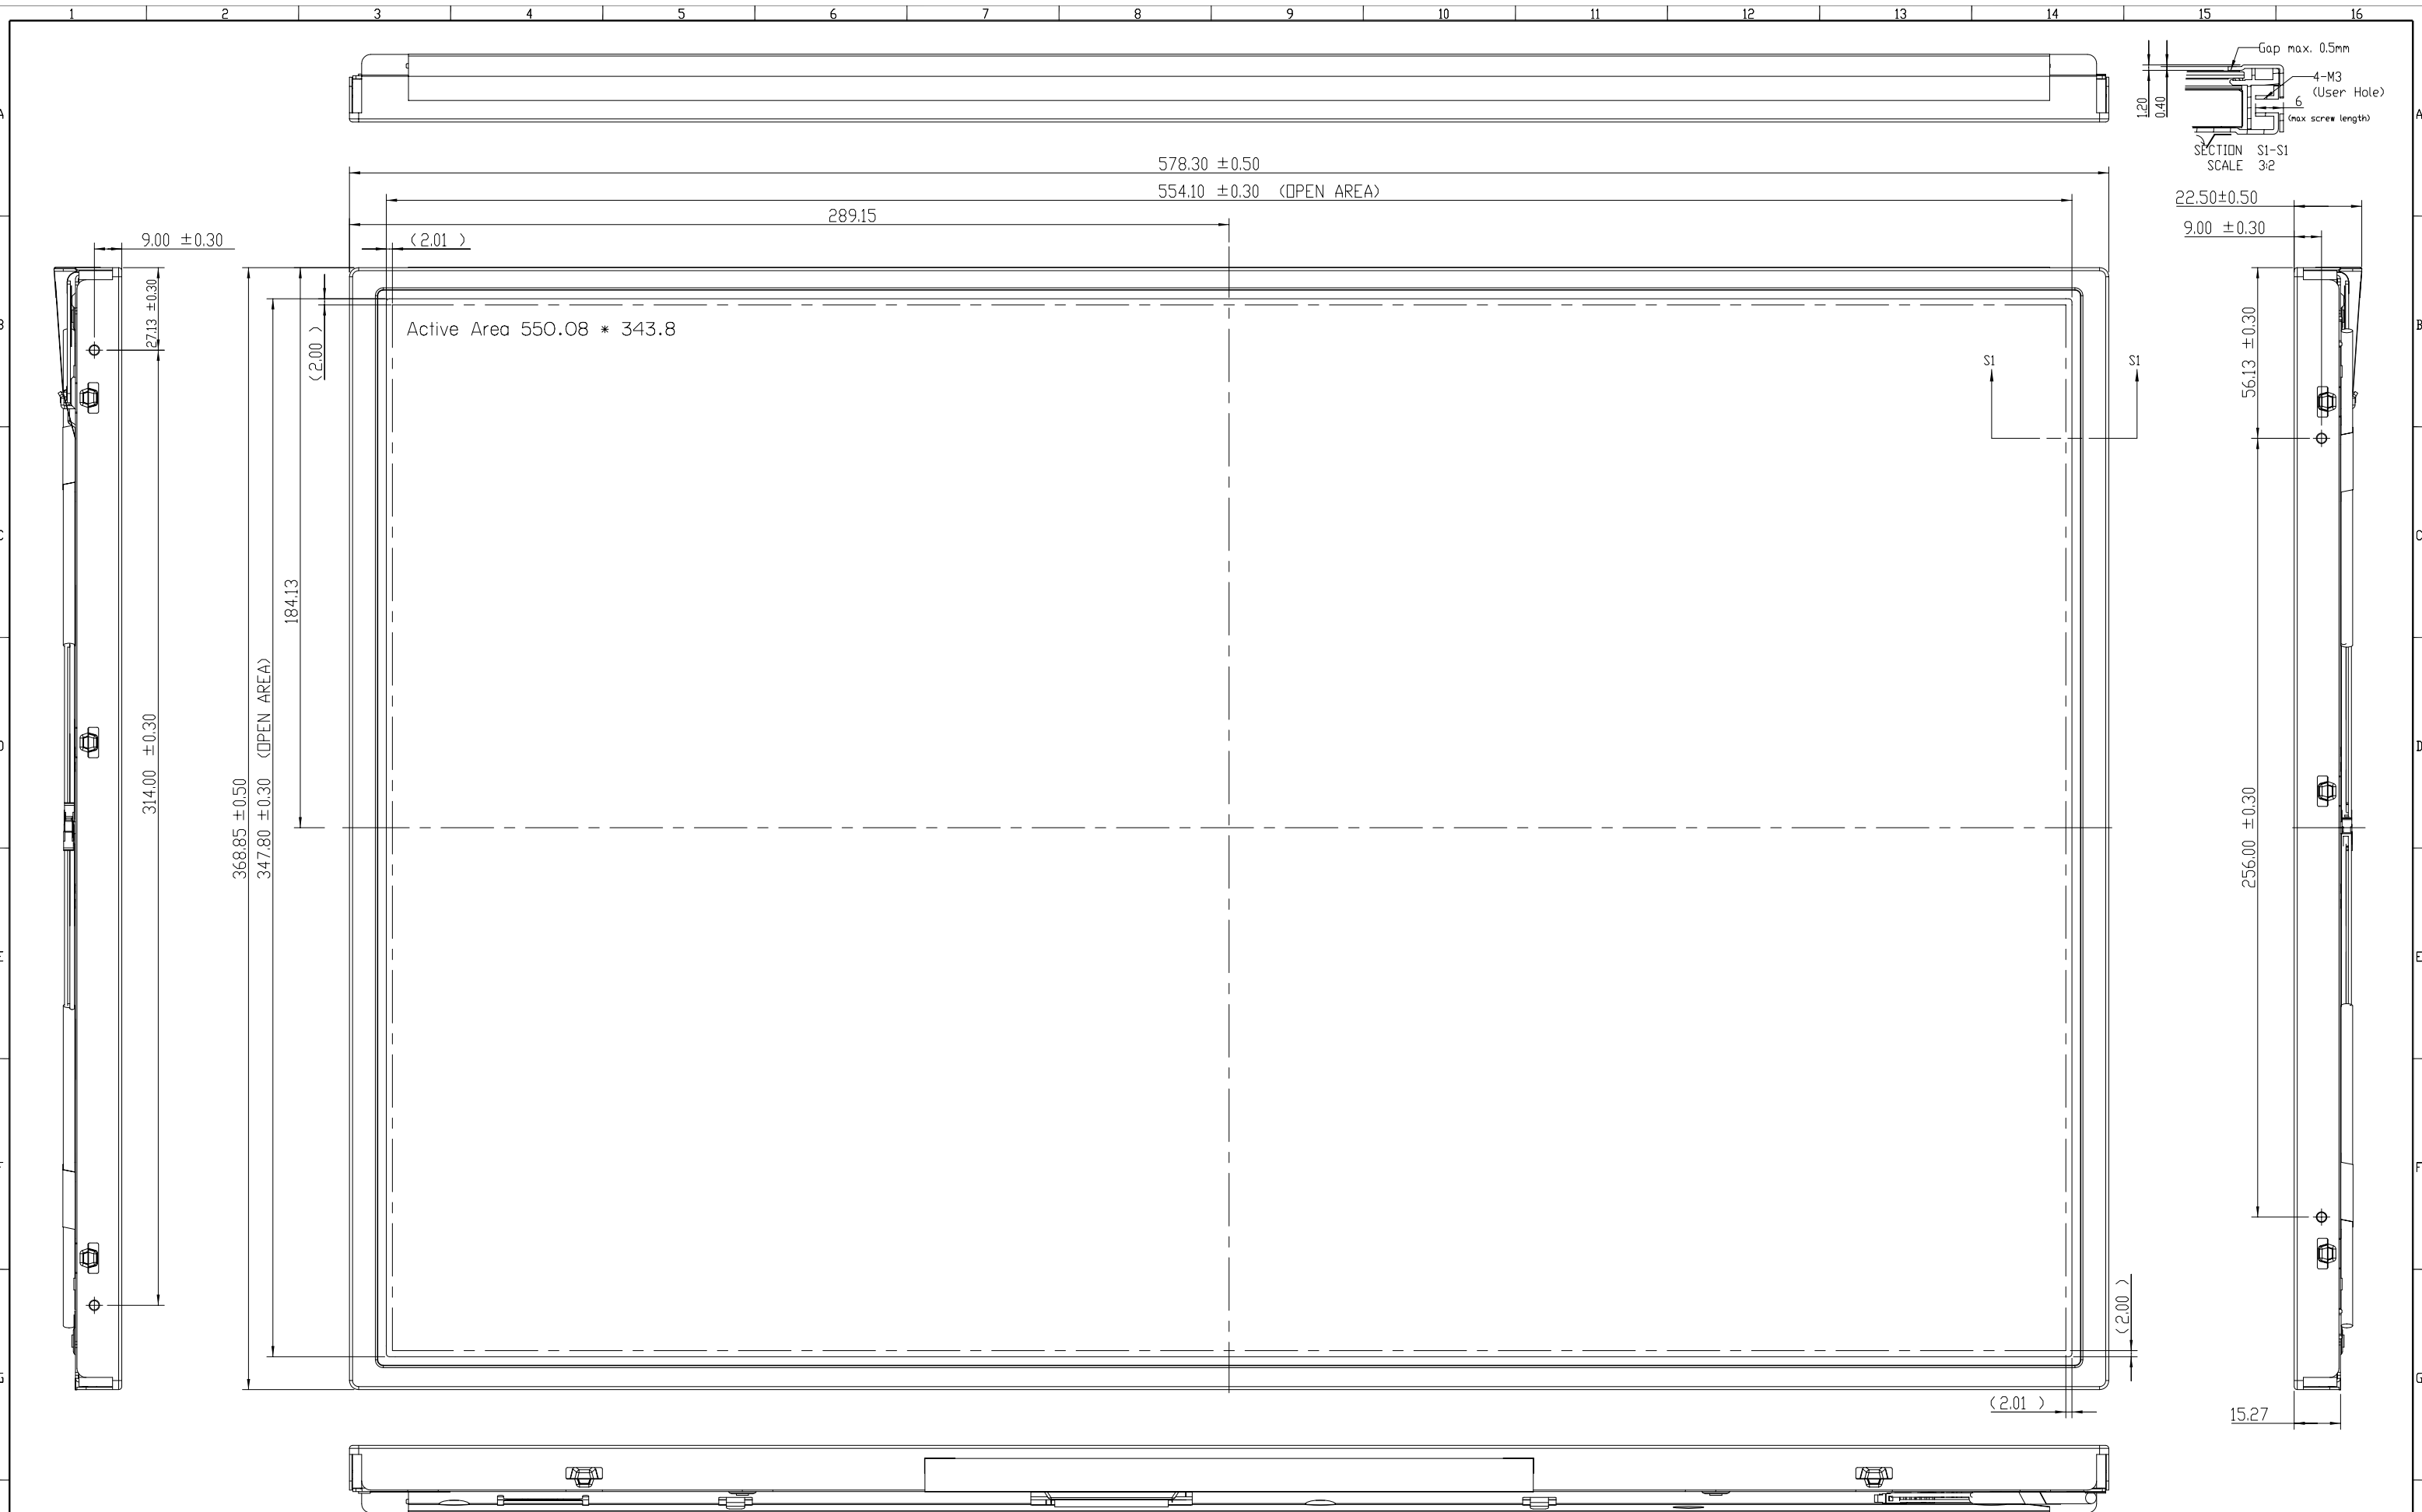 1 2 3 4 5 6 7 8 9 10 11 12 13 14 15 16
Gap max. 0.5mm
4-M3
(User Hole)
6
(max screw length)
1.20
0.40
SECTION S1-S1
SCALE 3:2
A
A
578.30 ±0.50
554.10 ±0.30 (OPEN AREA)
289.15
(2.01 )
9.00 ±0.30
22.50±0.50
9.00 ±0.30
27.13 ±0.30
(2.00 )
Active Area 550.08 * 343.8
S1
S1
56.13 ±0.30
B
B
C
C
184.13
314.00 ±0.30
368.85 ±0.50
347.80 ±0.30 (OPEN AREA)
256.00 ±0.30
D
D
E
E
F
F
(2.00 )
(2.01 )
15.27
G
G